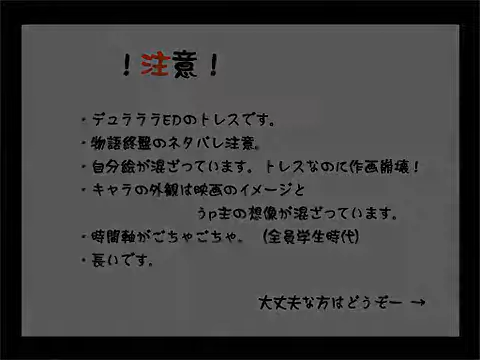 ！注意！
・デュラララEDのトレスです。
・物語終盤のネタバレ注意。
・自分絵が混ざっています。トレスなのに作画崩壊！
・キャラの外観は映画のイメージと
うp主の想像が混ざっています。
・時間軸がごちゃごちゃ。（全員学生時代）
・長いです。
大丈夫な方はどうぞー →